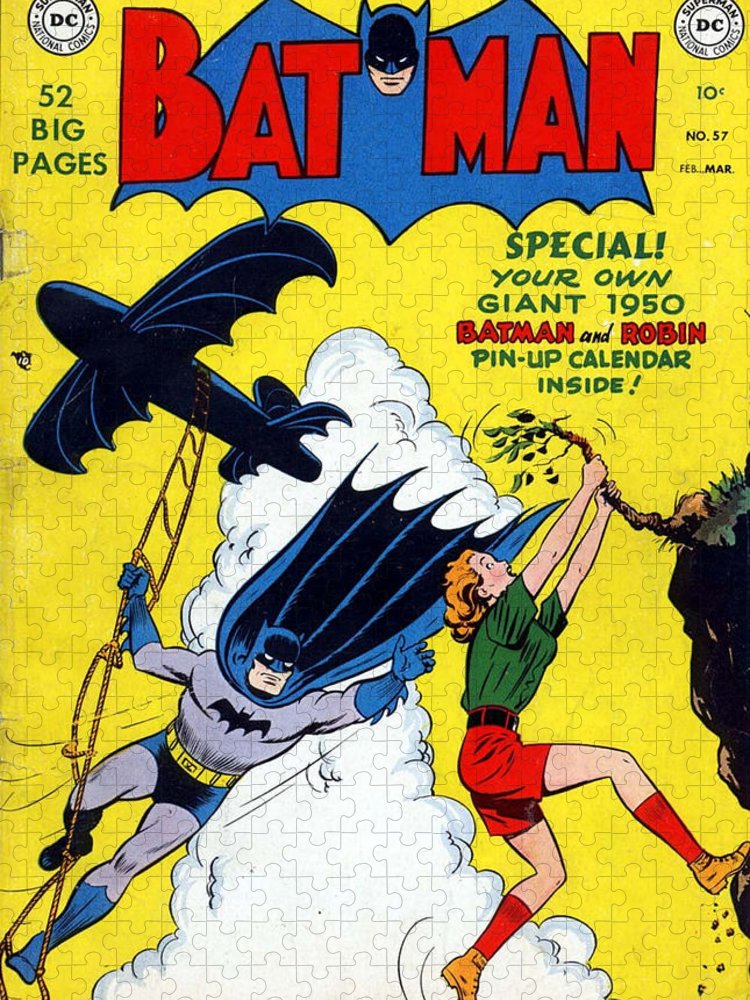 SUPERMAN
DC
NATIONAL COMICS
BATMAN
SUPERMAN
DC
NATIONAL COMICS
52
BIG
PAGES
10¢
NO. 57
FEB.-MAR.
SPECIAL!
YOUR OWN
GIANT 1950
BATMAN and ROBIN
PIN-UP CALENDAR
INSIDE!